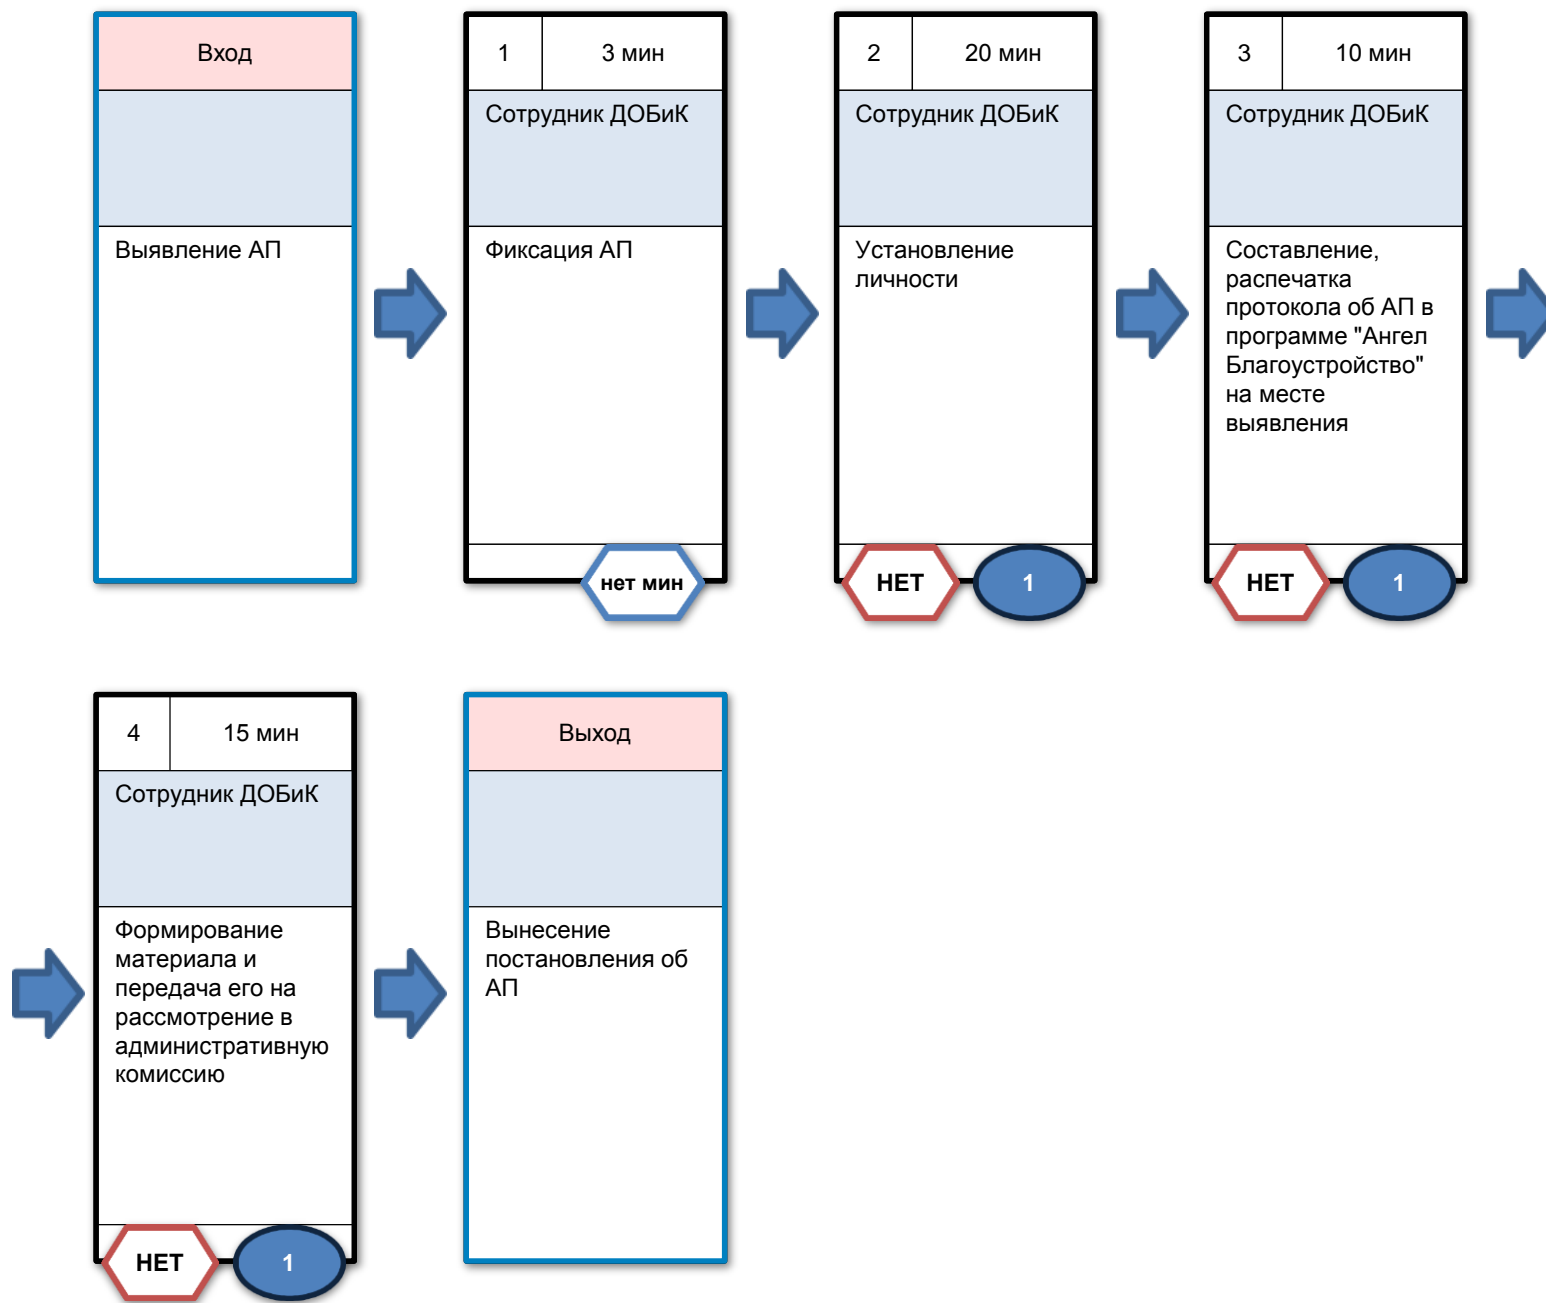 Вход
Выявление АП
1
3 мин
Сотрудник ДОБиК
Фиксация АП
нет мин
2
20 мин
Сотрудник ДОБиК
Установление
личности
НЕТ
1
3
10 мин
Сотрудник ДОБиК
Составление,
распечатка
протокола об АП в
программе "Ангел
Благоустройство"
на месте
выявления
НЕТ
1
4
15 мин
Сотрудник ДОБиК
Формирование
материала и
передача его на
рассмотрение в
административную
комиссию
НЕТ
1
Выход
Вынесение
постановления об
АП